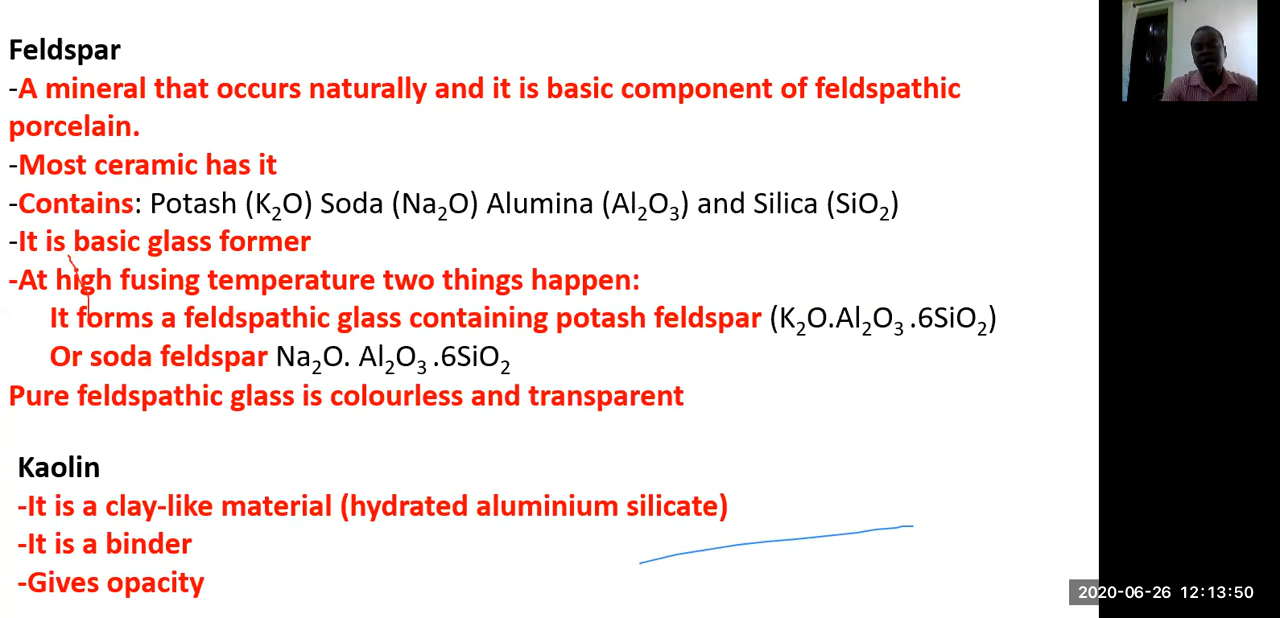 Feldspar
-A mineral that occurs naturally and it is basic component of feldspathic
porcelain.
-Most ceramic has it
-Contains: Potash (K₂O) Soda (Na₂O) Alumina (Al₂O₃) and Silica (SiO₂)
-It is basic glass former
-At high fusing temperature two things happen:
It forms a feldspathic glass containing potash feldspar (K₂O.Al₂O₃ .6SiO₂)
Or soda feldspar Na₂O. Al₂O₃ .6SiO₂
Pure feldspathic glass is colourless and transparent
Kaolin
-It is a clay-like material (hydrated aluminium silicate)
-It is a binder
-Gives opacity
2020-06-26 12:13:50